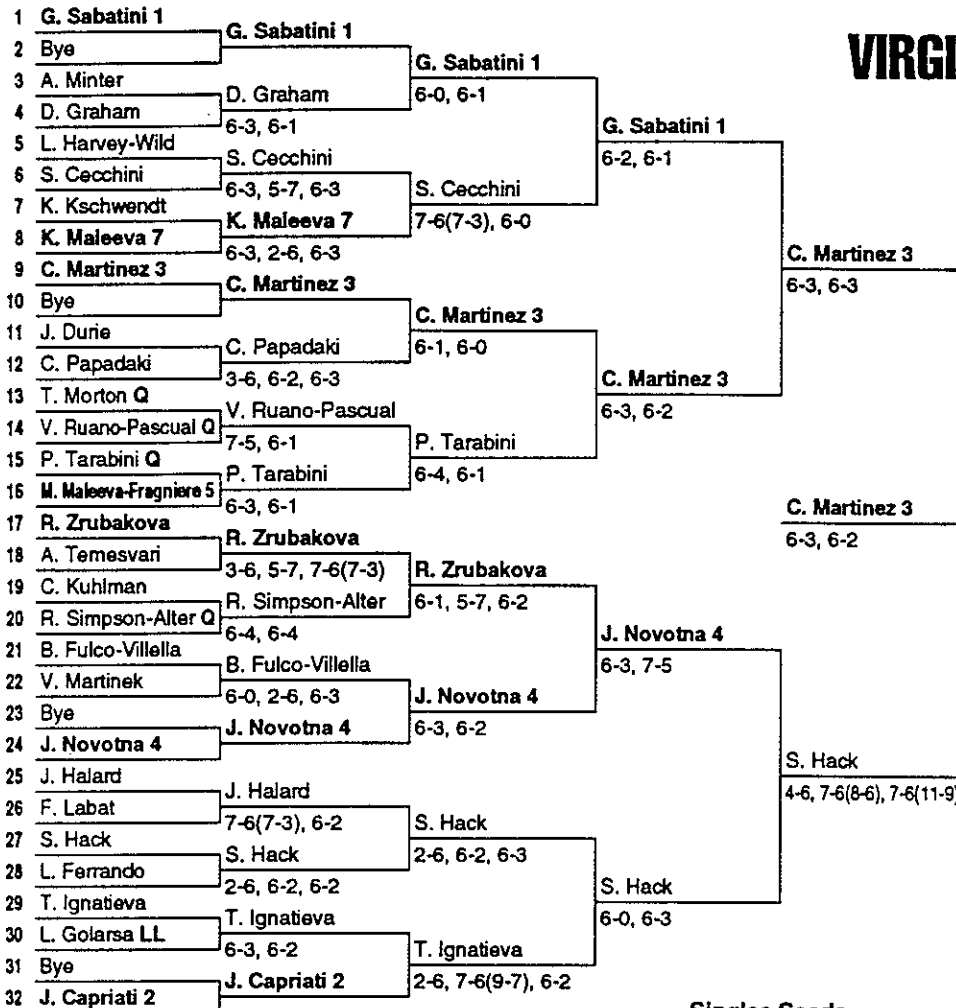 1 G. Sabatini 1
2 Bye
3 A. Minter
4 D. Graham
5 L. Harvey-Wild
6 S. Cecchini
7 K. Kschwendt
8 K. Maleeva 7
9 C. Martinez 3
10 Bye
11 J. Durie
12 C. Papadaki
13 T. Morton Q
14 V. Ruano-Pascual Q
15 P. Tarabini Q
16 M. Maleeva-Fragniere 5
17 R. Zrubakova
18 A. Temesvari
19 C. Kuhlman
20 R. Simpson-Alter Q
21 B. Fulco-Villella
22 V. Martinek
23 Bye
24 J. Novotna 4
25 J. Halard
26 F. Labat
27 S. Hack
28 L. Ferrando
29 T. Ignatieva
30 L. Golarsa LL
31 Bye
32 J. Capriati 2
G. Sabatini 1
D. Graham
6-3, 6-1
S. Cecchini
6-3, 5-7, 6-3
K. Maleeva 7
6-3, 2-6, 6-3
C. Martinez 3
C. Papadaki
3-6, 6-2, 6-3
V. Ruano-Pascual
7-5, 6-1
P. Tarabini
6-3, 6-1
R. Zrubakova
3-6, 5-7, 7-6(7-3)
R. Simpson-Alter
6-4, 6-4
B. Fulco-Villella
6-0, 2-6, 6-3
J. Novotna 4
J. Halard
7-6(7-3), 6-2
S. Hack
2-6, 6-2, 6-2
T. Ignatieva
6-3, 6-2
J. Capriati 2
G. Sabatini 1
6-0, 6-1
S. Cecchini
7-6(7-3), 6-0
C. Martinez 3
6-1, 6-0
P. Tarabini
6-4, 6-1
R. Zrubakova
6-1, 5-7, 6-2
J. Novotna 4
6-3, 6-2
S. Hack
2-6, 6-2, 6-3
T. Ignatieva
2-6, 7-6(9-7), 6-2
G. Sabatini 1
6-2, 6-1
C. Martinez 3
6-3, 6-2
J. Novotna 4
6-3, 7-5
S. Hack
6-0, 6-3
C. Martinez 3
6-3, 6-3
S. Hack
4-6, 7-6(8-6), 7-6(11-9)
C. Martinez 3
6-3, 6-2
VIRGI